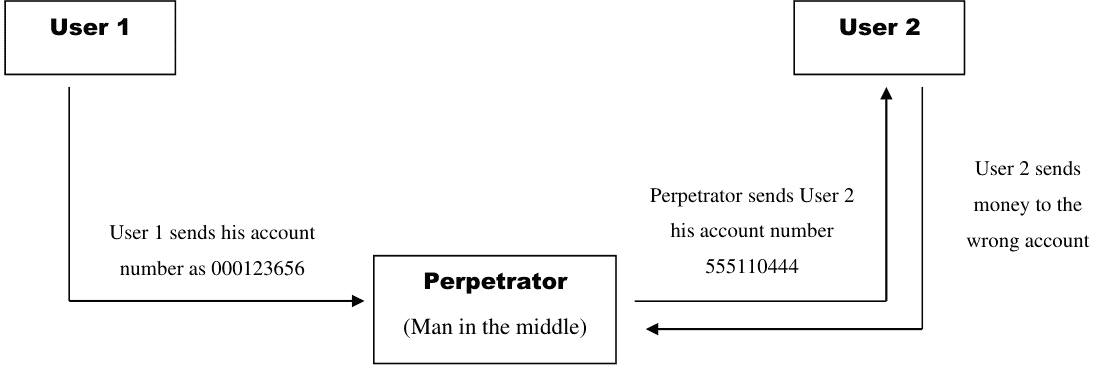 User 1
User 2
User 1 sends his account
number as 000123656
Perpetrator
(Man in the middle)
Perpetrator sends User 2
his account number
555110444
User 2 sends
money to the
wrong account